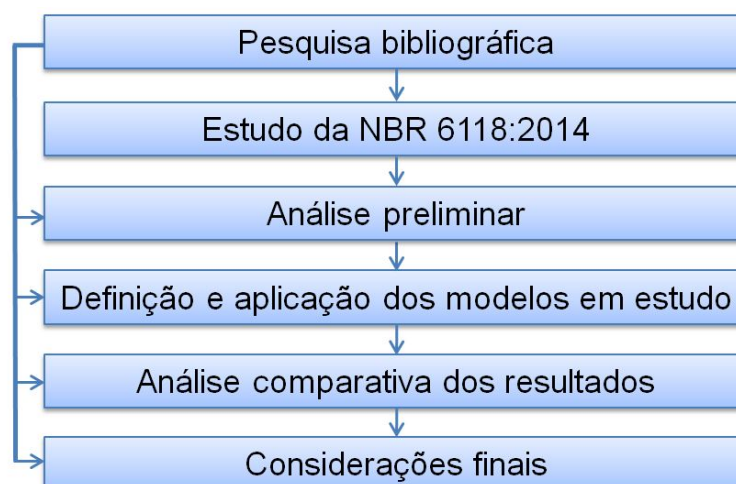 Pesquisa bibliográfica
Estudo da NBR 6118:2014
Análise preliminar
Definição e aplicação dos modelos em estudo
Análise comparativa dos resultados
Considerações finais